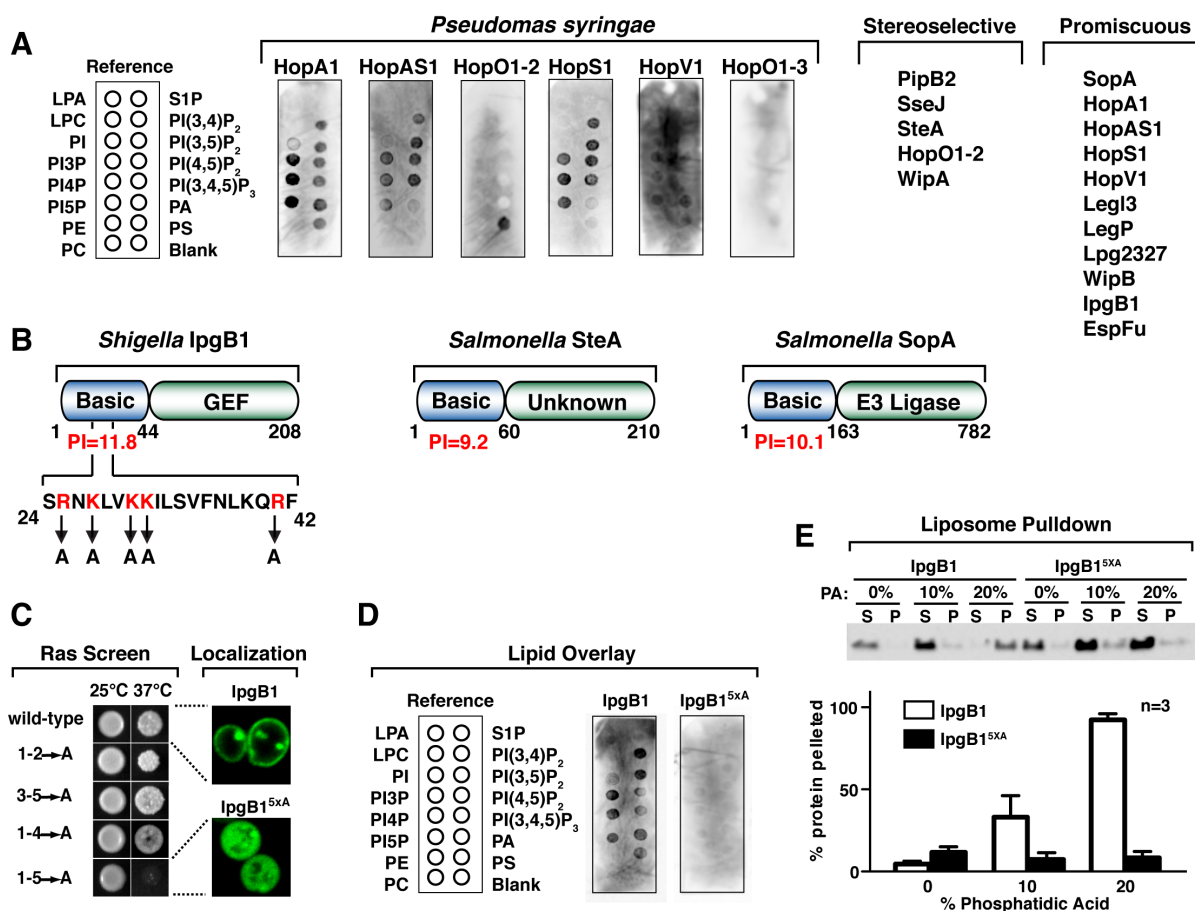 A
Pseudomas syringae
Reference
HopA1 HopAS1 HopO1-2 HopS1 HopV1 HopO1-3
LPA S1P
LPC PI(3,4)P2
PI PI(3,5)P2
PI3P PI(4,5)P2
PI4P PI(3,4,5)P3
PI5P PA
PE PS
PC Blank
Stereoselective
PipB2
SseJ
SteA
HopO1-2
WipA
Promiscuous
SopA
HopA1
HopAS1
HopS1
HopV1
LegI3
LegP
Lpg2327
WipB
IpgB1
EspFu
B
Shigella IpgB1
Basic GEF
1 44 208
PI=11.8
SRNKLVKKILSVFNLKQRF
24 42
A A A A A
Salmonella SteA
Basic Unknown
1 60 210
PI=9.2
Salmonella SopA
Basic E3 Ligase
1 163 782
PI=10.1
C
Ras Screen Localization
25°C 37°C
wild-type
1-2→A
3-5→A
1-4→A
1-5→A
IpgB1
IpgB15xA
D
Lipid Overlay
Reference IpgB1 IpgB15xA
LPA S1P
LPC PI(3,4)P2
PI PI(3,5)P2
PI3P PI(4,5)P2
PI4P PI(3,4,5)P3
PI5P PA
PE PS
PC Blank
E
Liposome Pulldown
IpgB1 IpgB15XA
PA: 0% 10% 20% 0% 10% 20%
S P S P S P S P S P S P
% protein pelleted
100
50
0
IpgB1
IpgB15XA
n=3
0 10 20
% Phosphatidic Acid